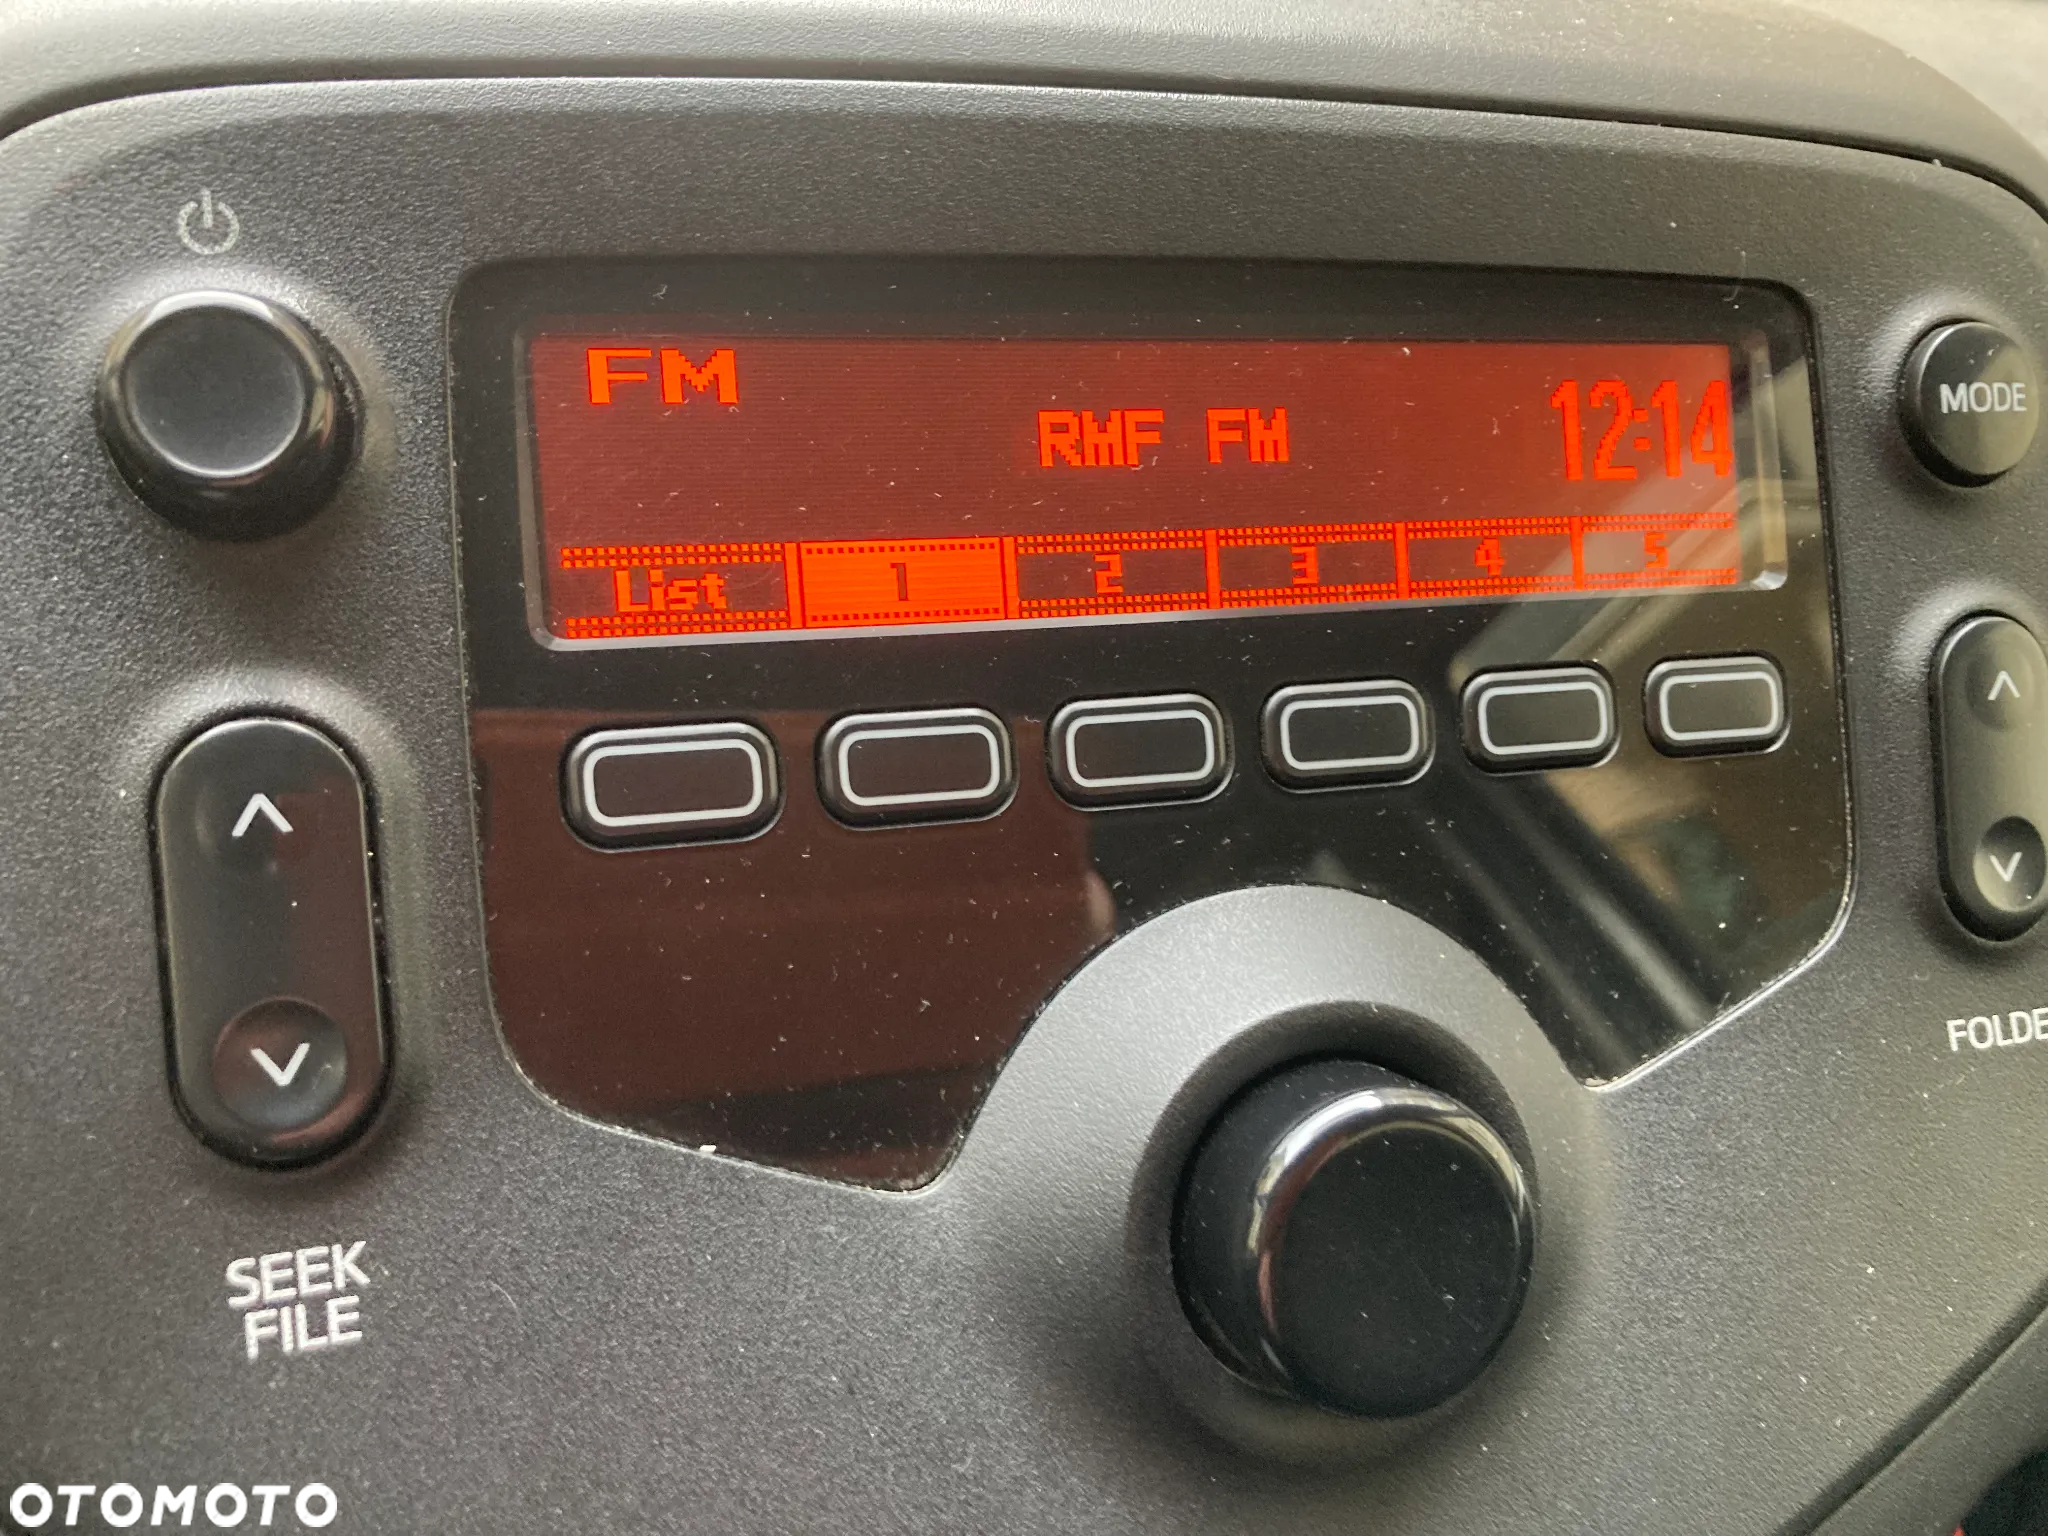 FM
RMF FM
12:14
List 1 2 3 4 5
MODE
SEEK
FILE
FOLDE
OTOMOTO